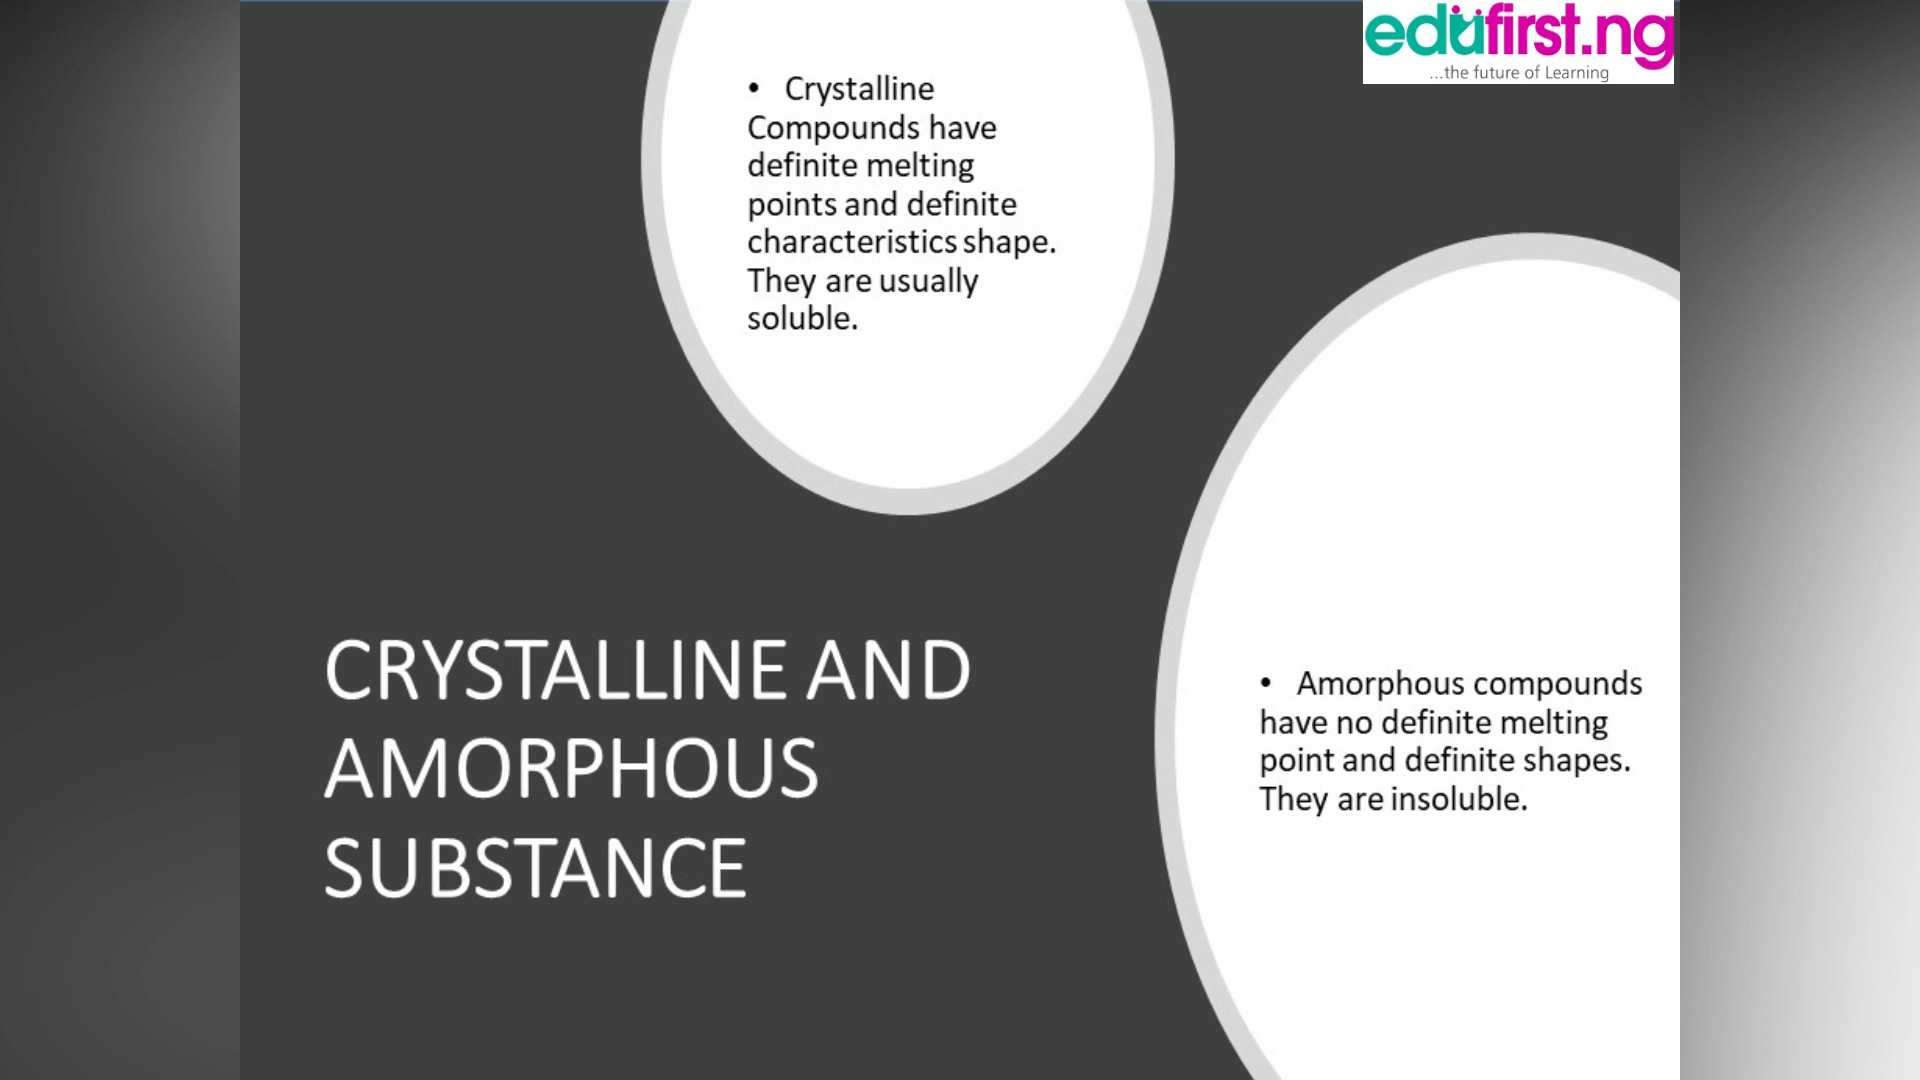 edufirst.ng
...the future of Learning
• Crystalline
Compounds have
definite melting
points and definite
characteristics shape.
They are usually
soluble.
CRYSTALLINE AND
AMORPHOUS
SUBSTANCE
• Amorphous compounds
have no definite melting
point and definite shapes.
They are insoluble.